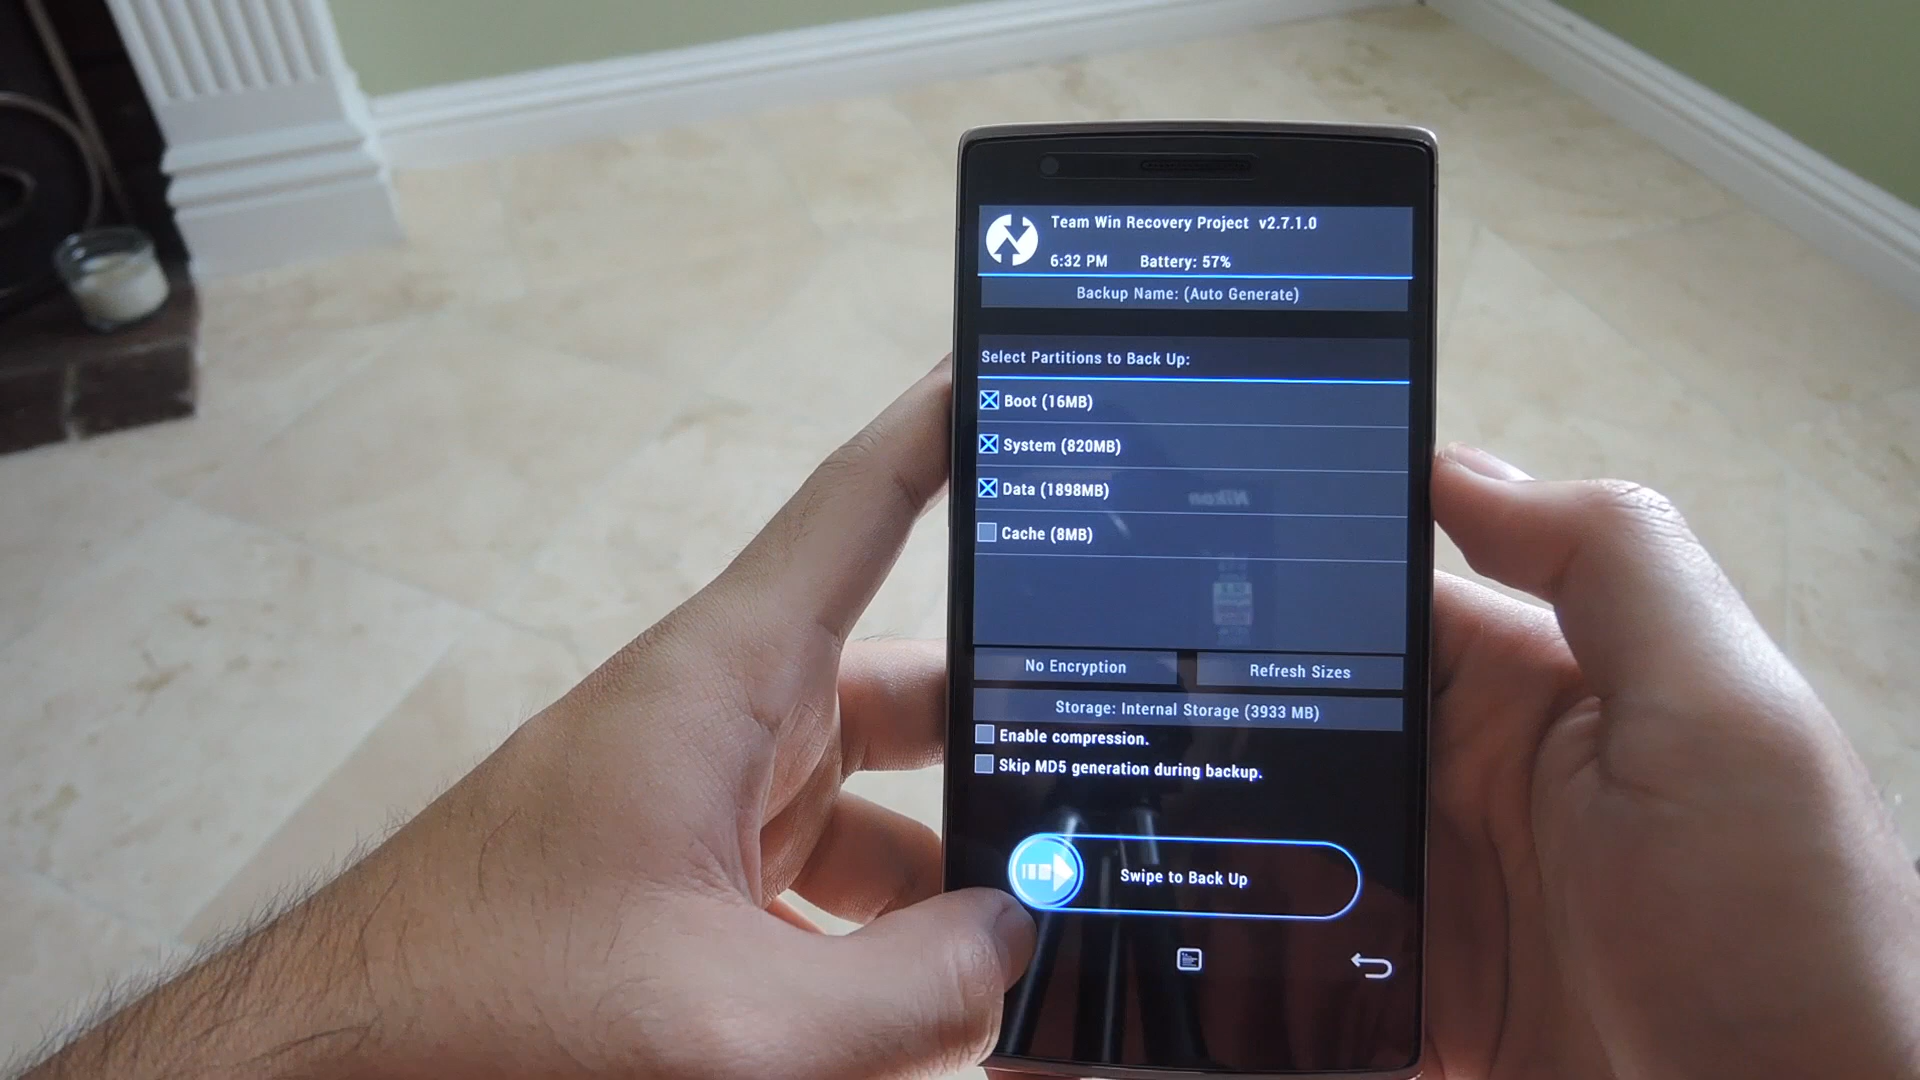 Team Win Recovery Project v2.7.1.0
6:32 PM Battery: 57%
Backup Name: (Auto Generate)
Select Partitions to Back Up:
Boot (16MB)
System (820MB)
Data (1898MB)
Nikon
Cache (8MB)
No Encryption Refresh Sizes
Storage: Internal Storage (3933 MB)
Enable compression.
Skip MD5 generation during backup.
Swipe to Back Up